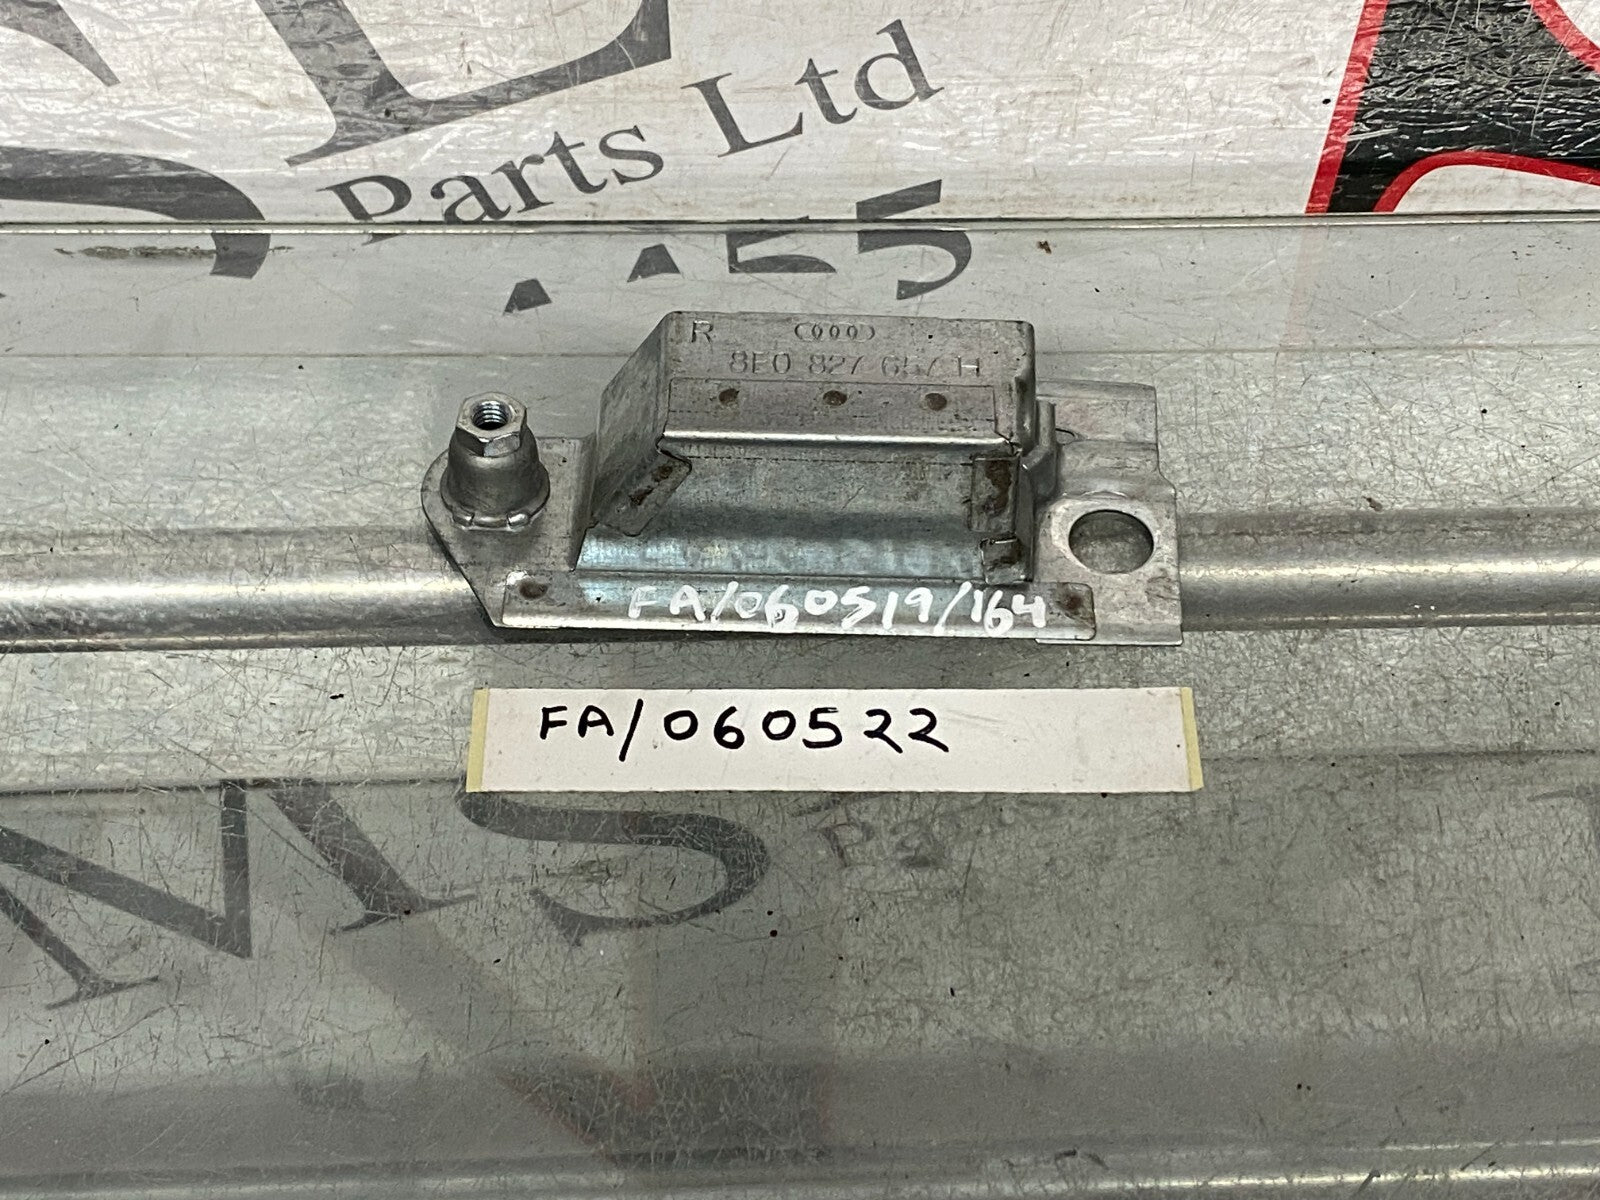 Parts Ltd
R
8E0 827 657 H
FA/060519/164
FA/060522